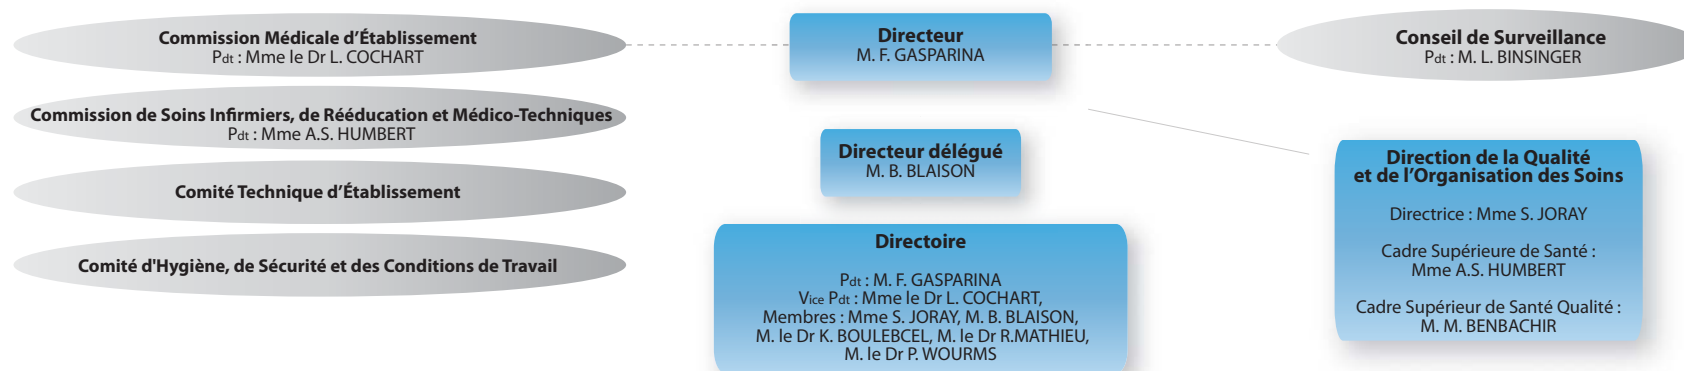 Commission Médicale d’Établissement
Pdt : Mme le Dr L. COCHART
Commission de Soins Infirmiers, de Rééducation et Médico-Techniques
Pdt : Mme A.S. HUMBERT
Comité Technique d’Établissement
Comité d'Hygiène, de Sécurité et des Conditions de Travail
Directeur
M. F. GASPARINA
Directeur délégué
M. B. BLAISON
Directoire
Pdt : M. F. GASPARINA
Vice Pdt : Mme le Dr L. COCHART,
Membres : Mme S. JORAY, M. B. BLAISON,
M. le Dr K. BOULEBCEL, M. le Dr R.MATHIEU,
M. le Dr P. WOURMS
Conseil de Surveillance
Pdt : M. L. BINSINGER
Direction de la Qualité
et de l’Organisation des Soins
Directrice : Mme S. JORAY
Cadre Supérieure de Santé :
Mme A.S. HUMBERT
Cadre Supérieur de Santé Qualité :
M. M. BENBACHIR